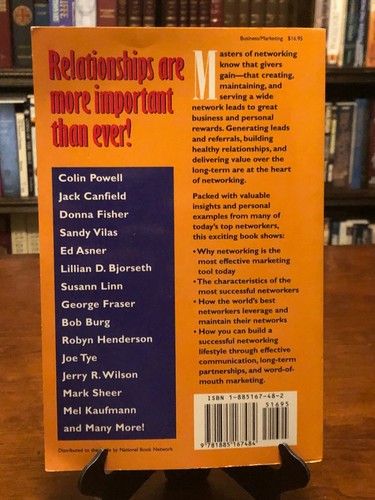 Business/Marketing $16.95
Relationships are
more important
than ever!
Colin Powell
Jack Canfield
Donna Fisher
Sandy Vilas
Ed Asner
Lillian D. Bjorseth
Susann Linn
George Fraser
Bob Burg
Robyn Henderson
Joe Tye
Jerry R. Wilson
Mark Sheer
Mel Kaufmann
and Many More!
Masters of networking
know that givers
gain—that creating,
maintaining, and
serving a wide
network leads to great
business and personal
rewards. Generating leads
and referrals, building
healthy relationships, and
delivering value over the
long-term are at the heart
of networking.
Packed with valuable
insights and personal
examples from many of
today's top networkers,
this exciting book shows:
• Why networking is the
most effective marketing
tool today
• The characteristics of the
most successful networkers
• How the world's best
networkers leverage and
maintain their networks
• How you can build a
successful networking
lifestyle through effective
communication, long-term
partnerships, and word-of-
mouth marketing.
ISBN 1-885167-48-2
51695
9 781885 167484
Distributed to the by National Book Network